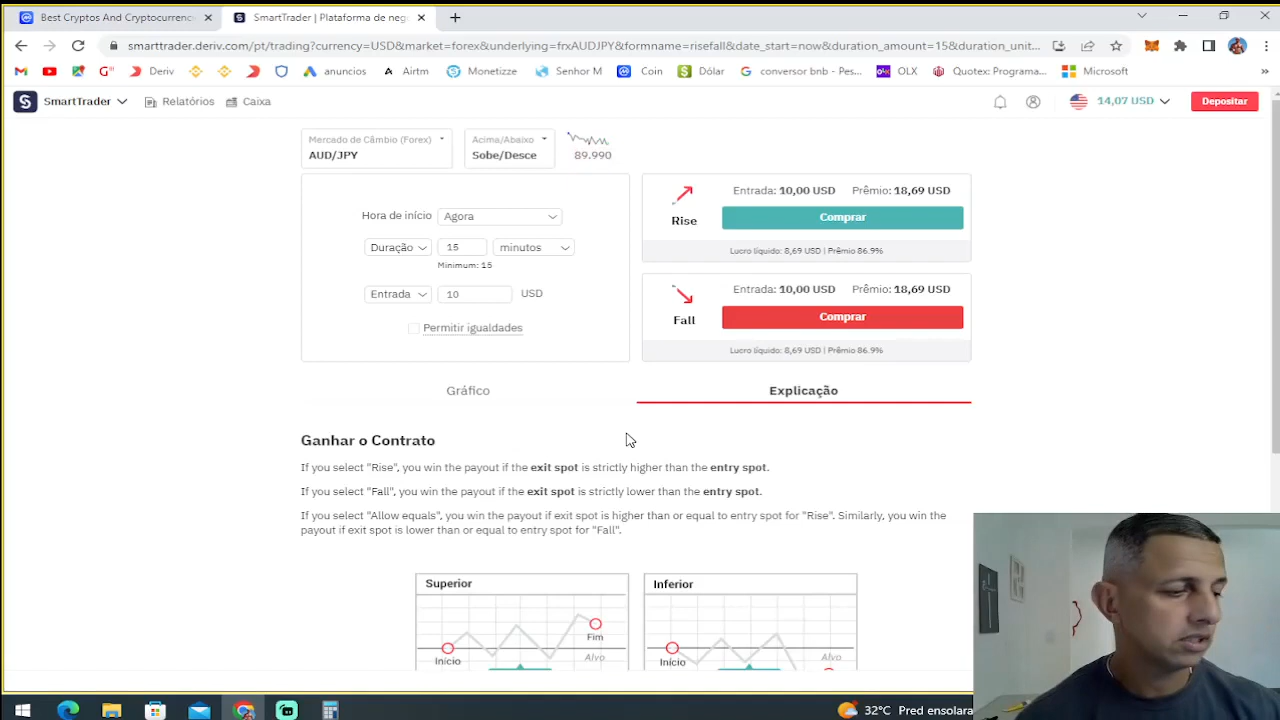 Best Cryptos And Cryptocurrenc
SmartTrader | Plataforma de neg
smarttrader.deriv.com/pt/trading?currency=USD&market=forex&underlying=frxAUDJPY&formname=risefall&date_start=now&duration_amount=15&duration_unit...
Deriv
anuncios
Airtm
Monetizze
Senhor M
Coin
Dólar
conversor bnb - Pes...
OLX
Quotex: Programa...
Microsoft
SmartTrader
Relatórios
Caixa
14,07 USD
Depositar
Mercado de Câmbio (Forex)
AUD/JPY
Acima/Abaixo
Sobe/Desce
89.990
Hora de início
Agora
Duração
15
minutos
Minimum: 15
Entrada
10
USD
Permitir igualdades
Rise
Entrada: 10,00 USD
Prêmio: 18,69 USD
Comprar
Lucro líquido: 8,69 USD | Prêmio 86.9%
Fall
Entrada: 10,00 USD
Prêmio: 18,69 USD
Comprar
Lucro líquido: 8,69 USD | Prêmio 86.9%
Gráfico
Explicação
Ganhar o Contrato
If you select "Rise", you win the payout if the exit spot is strictly higher than the entry spot.
If you select "Fall", you win the payout if the exit spot is strictly lower than the entry spot.
If you select "Allow equals", you win the payout if exit spot is higher than or equal to entry spot for "Rise". Similarly, you win the
payout if exit spot is lower than or equal to entry spot for "Fall".
Superior
Fim
Início
Alvo
Inferior
Início
Alvo
32°C
Pred ensolara